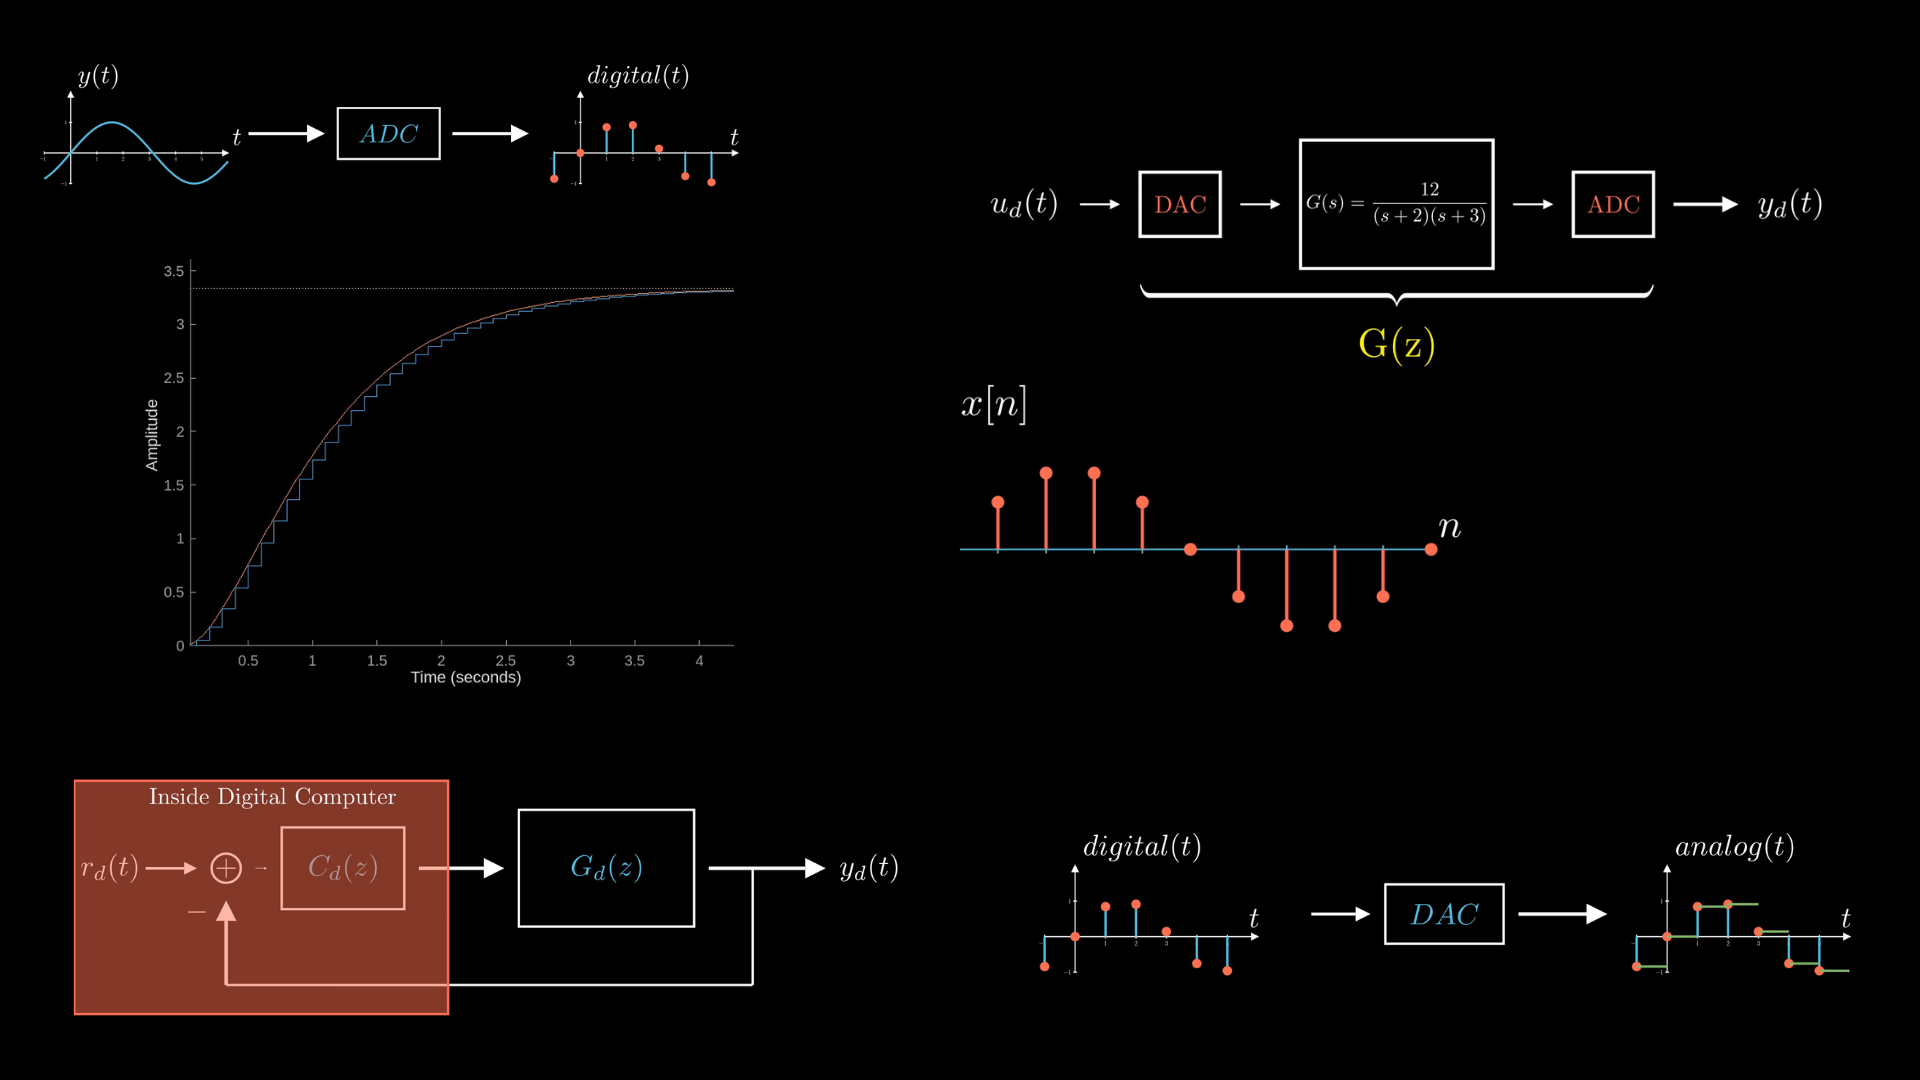 y(t)
t
ADC
digital(t)
t
u_d(t)
DAC
G(s) = 12/((s+2)(s+3))
ADC
y_d(t)
G(z)
3.5
3
2.5
2
1.5
1
0.5
0
Amplitude
0.5 1 1.5 2 2.5 3 3.5 4
Time (seconds)
x[n]
n
Inside Digital Computer
r_d(t)
+
−
C_d(z)
G_d(z)
y_d(t)
digital(t)
t
DAC
analog(t)
t